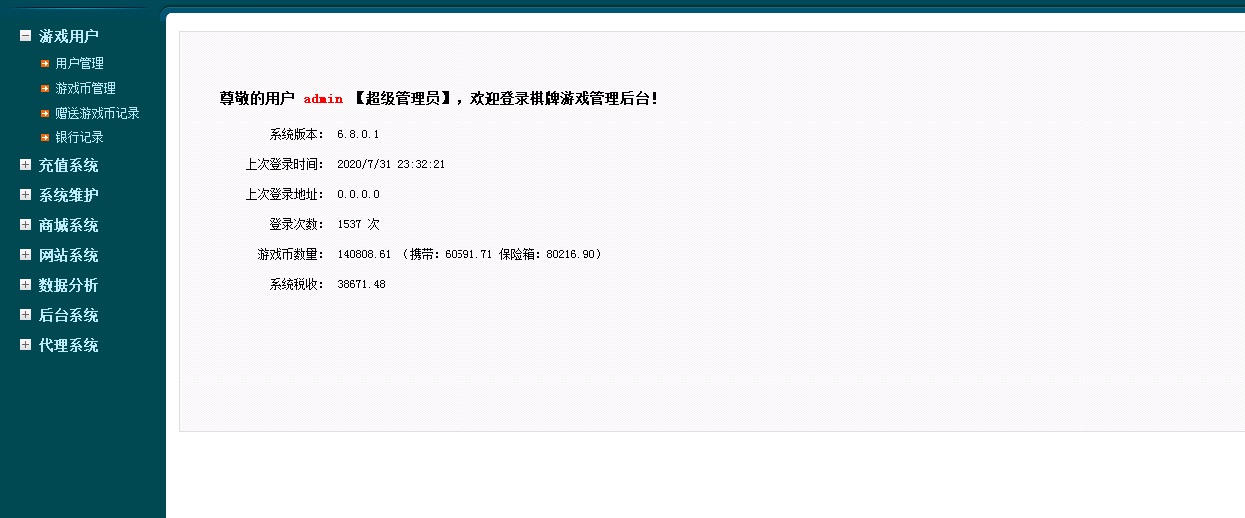 游戏用户
用户管理
游戏币管理
赠送游戏币记录
银行记录
充值系统
系统维护
商城系统
网站系统
数据分析
后台系统
代理系统
尊敬的用户 admin 【超级管理员】,欢迎登录棋牌游戏管理后台!
系统版本: 6.8.0.1
上次登录时间: 2020/7/31 23:32:21
上次登录地址: 0.0.0.0
登录次数: 1537 次
游戏币数量: 140808.61 (携带:60591.71 保险箱:80216.90)
系统税收: 38671.48